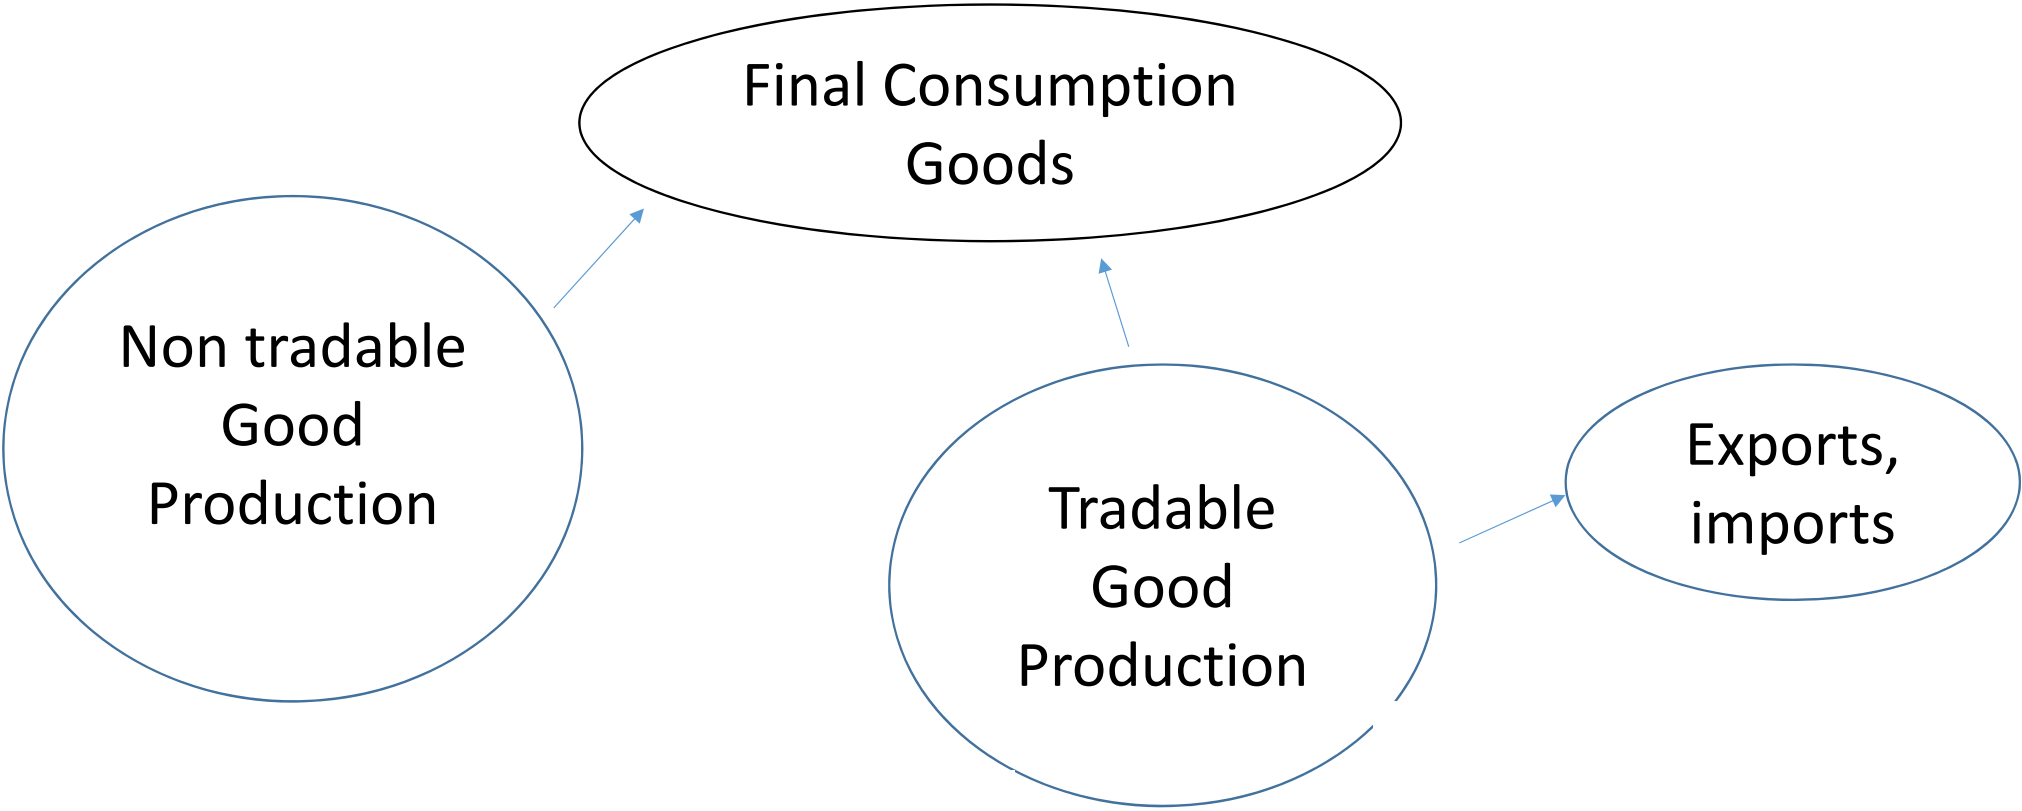 Final Consumption
Goods
Non tradable
Good
Production
Tradable
Good
Production
Exports,
imports